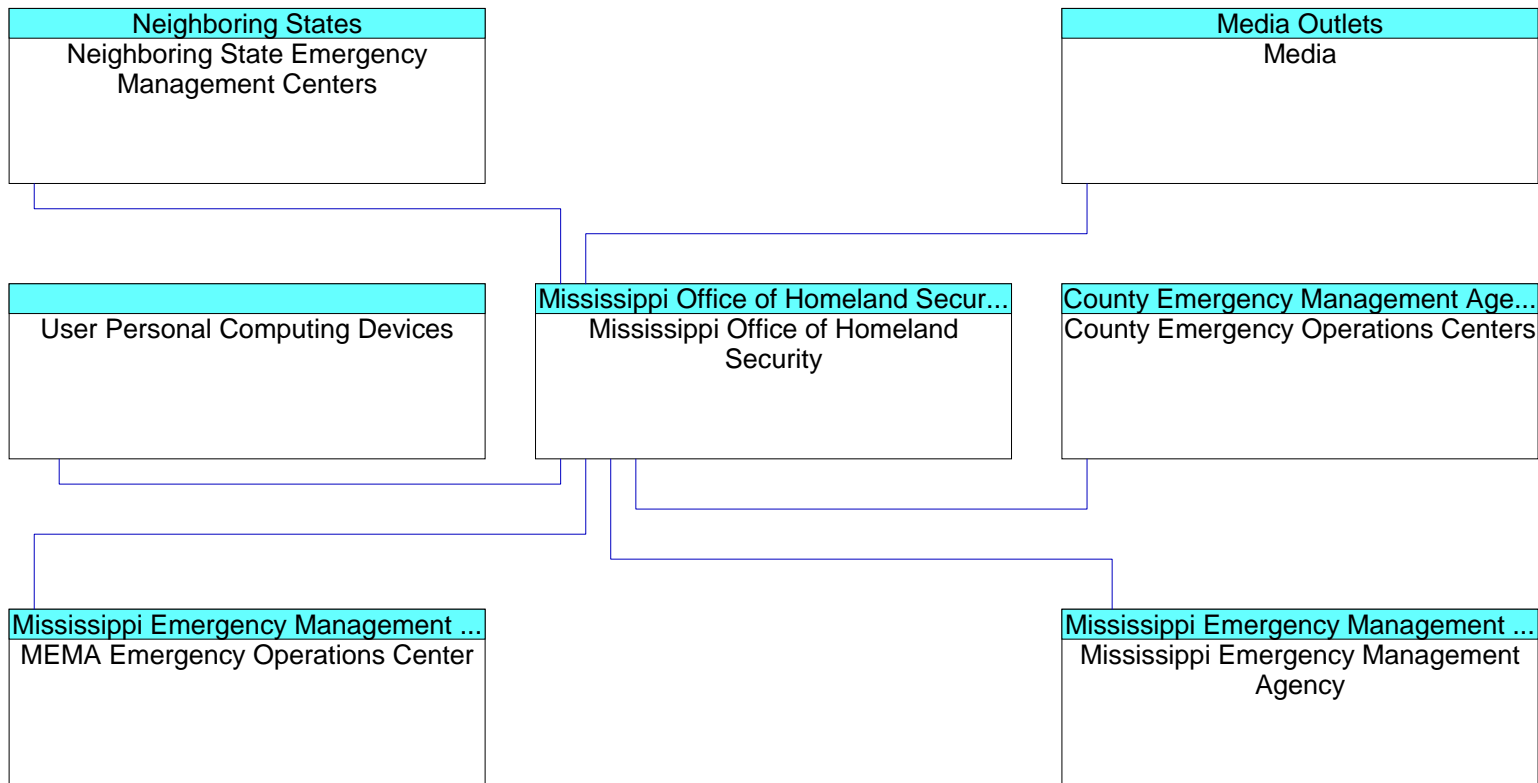 Neighboring States
Neighboring State Emergency
Management Centers
Media Outlets
Media
User Personal Computing Devices
Mississippi Office of Homeland Secur...
Mississippi Office of Homeland
Security
County Emergency Management Age...
County Emergency Operations Centers
Mississippi Emergency Management ...
MEMA Emergency Operations Center
Mississippi Emergency Management ...
Mississippi Emergency Management
Agency